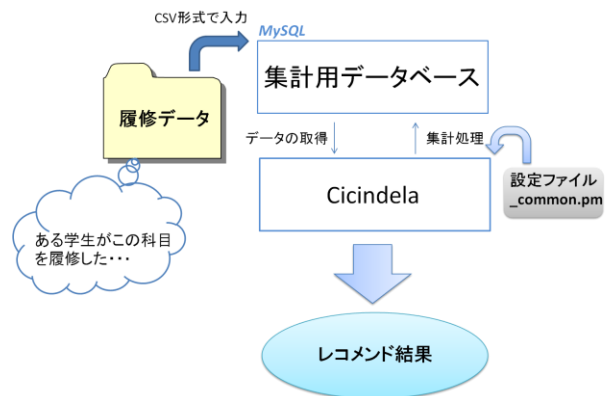 CSV形式で入力
MySQL
集計用データベース
履修データ
データの取得
集計処理
Cicindela
設定ファイル
_common.pm
ある学生がこの科目
を履修した・・・
レコメンド結果